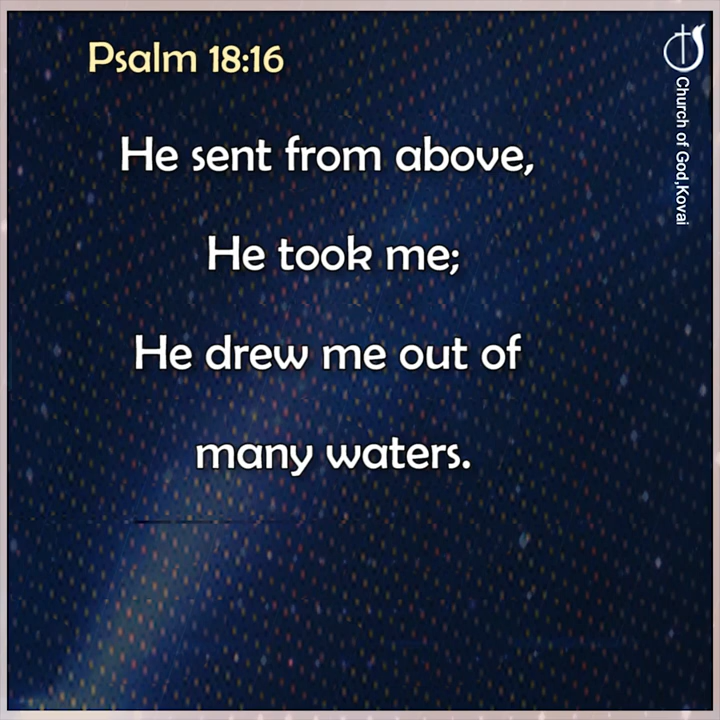 Psalm 18:16
He sent from above,
He took me;
He drew me out of
many waters.
Church of God,Kovai